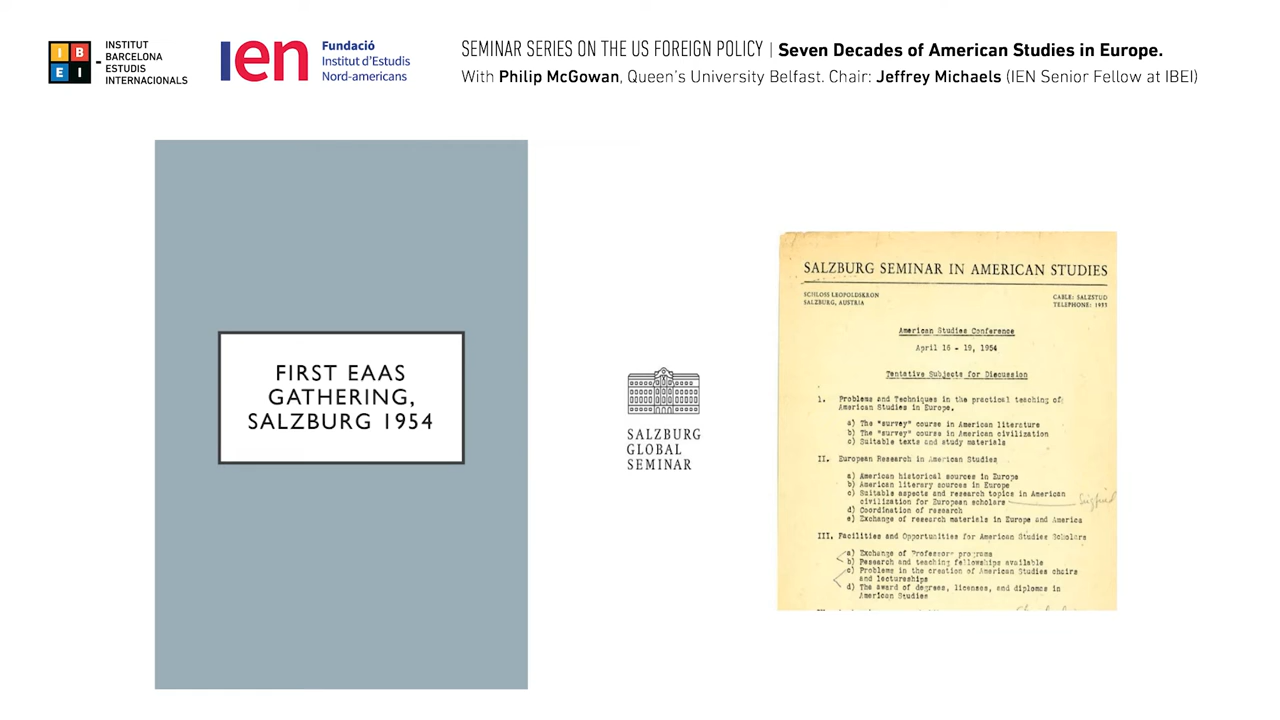 I B
E I
INSTITUT
BARCELONA
ESTUDIS
INTERNACIONALS
ien
Fundació
Institut d'Estudis
Nord-americans
SEMINAR SERIES ON THE US FOREIGN POLICY | Seven Decades of American Studies in Europe.
With Philip McGowan, Queen's University Belfast. Chair: Jeffrey Michaels (IEN Senior Fellow at IBEI)
FIRST EAAS
GATHERING,
SALZBURG 1954
SALZBURG
GLOBAL
SEMINAR
SALZBURG SEMINAR IN AMERICAN STUDIES
SCHLOSS LEOPOLDSKRON
SALZBURG, AUSTRIA
CABLE: SALZSTUD
TELEPHONE: 1933
American Studies Conference
April 16 - 19, 1954
Tentative Subjects for Discussion
1. Problems and Techniques in the practical teaching of
American Studies in Europe.
a) The "survey" course in American literature
b) The "survey" course in American civilization
c) Suitable texts and study materials
II. European Research in American Studies
a) American historical sources in Europe
b) American literary sources in Europe
c) Suitable aspects and research topics in American
civilization for European scholars
d) Coordination of research
e) Exchange of research materials in Europe and America
III. Facilities and Opportunities for American Studies Scholars
a) Exchange of Professors programs
b) Research and teaching fellowships available
c) Problems in the creation of American Studies chairs
and lectureships
d) The award of degrees, licenses, and diplomas in
American Studies